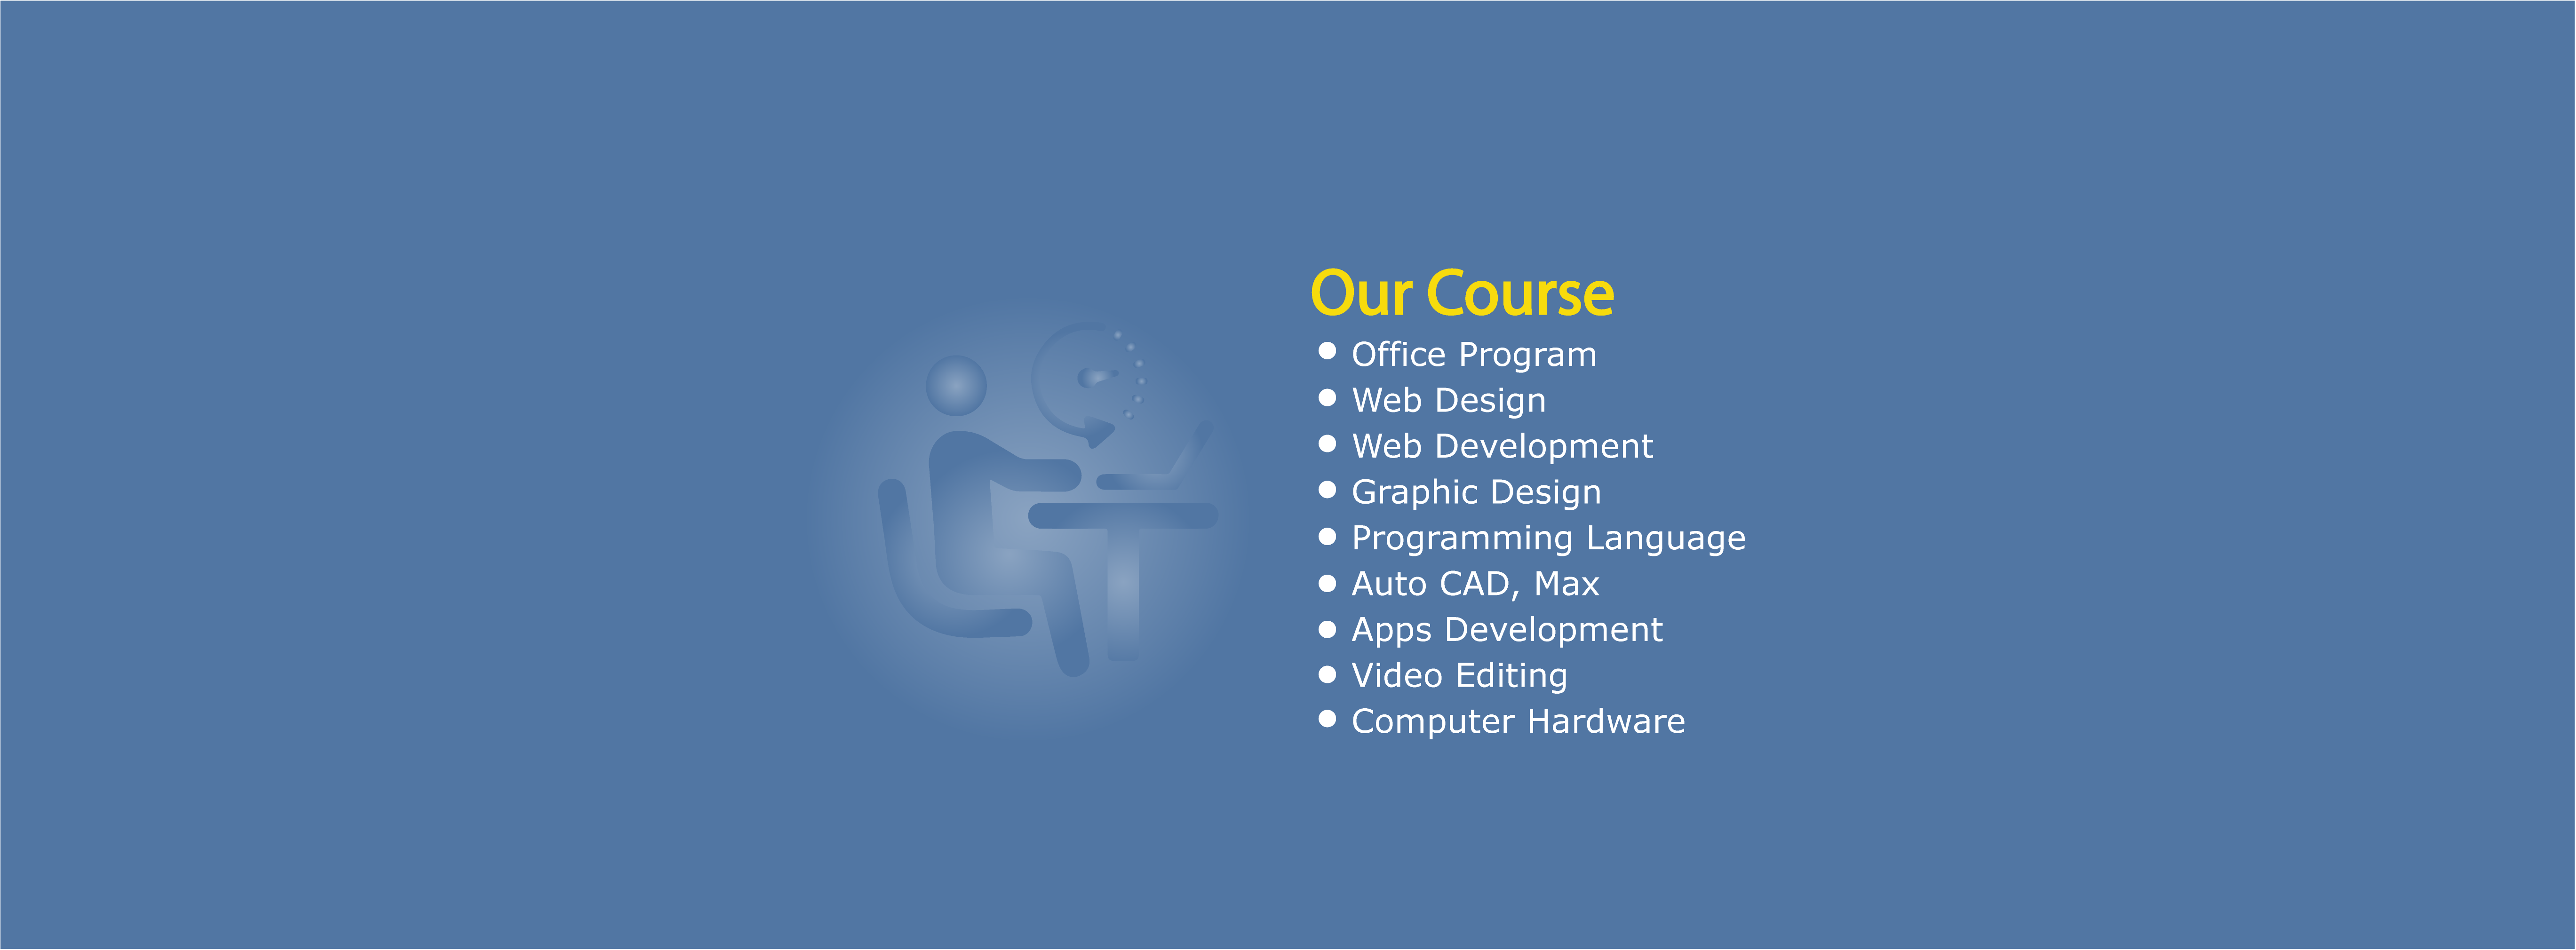 Our Course
• Office Program
• Web Design
• Web Development
• Graphic Design
• Programming Language
• Auto CAD, Max
• Apps Development
• Video Editing
• Computer Hardware